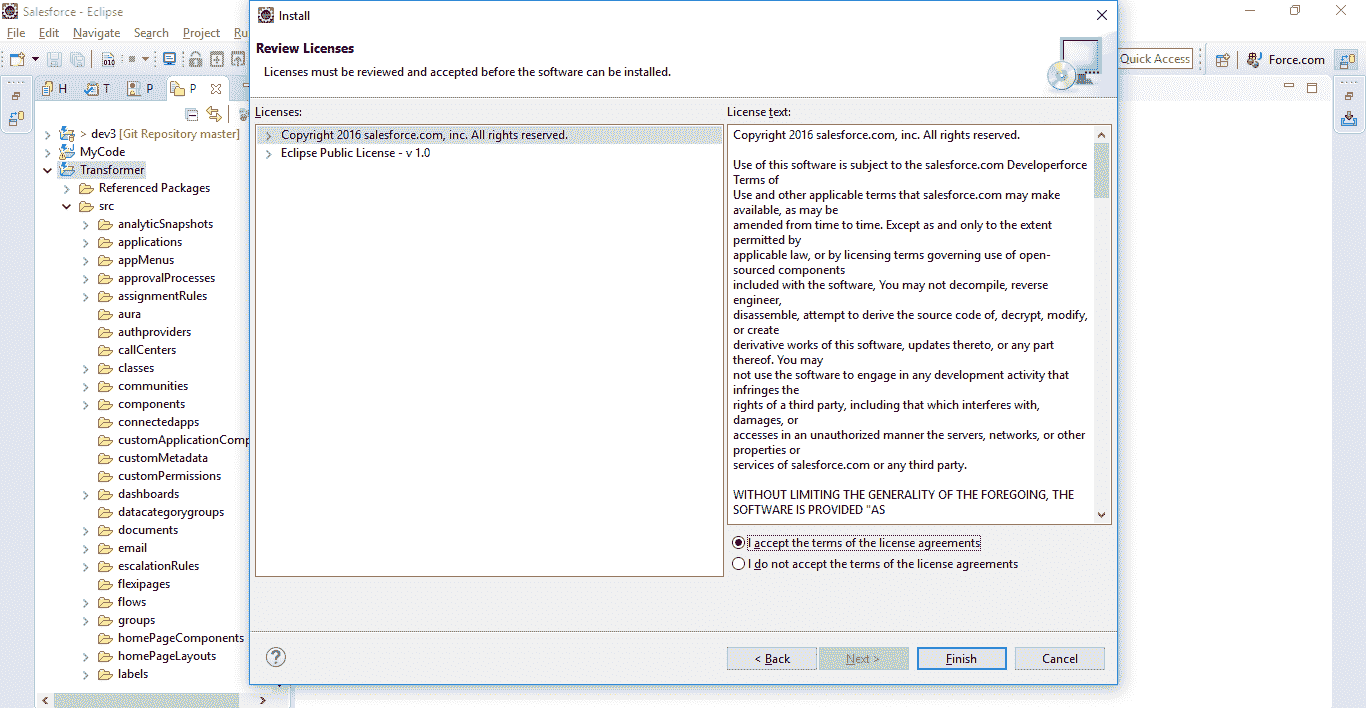 Salesforce - Eclipse
File Edit Navigate Search Project Ru
Quick Access
Force.com
H T P P
> dev3 [Git Repository master]
MyCode
Transformer
Referenced Packages
src
analyticSnapshots
applications
appMenus
approvalProcesses
assignmentRules
aura
authproviders
callCenters
classes
communities
components
connectedapps
customApplicationComp
customMetadata
customPermissions
dashboards
datacategorygroups
documents
email
escalationRules
flexipages
flows
groups
homePageComponents
homePageLayouts
labels
Install
Review Licenses
Licenses must be reviewed and accepted before the software can be installed.
Licenses:
Copyright 2016 salesforce.com, inc. All rights reserved.
Eclipse Public License - v 1.0
License text:
Copyright 2016 salesforce.com, inc. All rights reserved.
Use of this software is subject to the salesforce.com Developerforce
Terms of
Use and other applicable terms that salesforce.com may make
available, as may be
amended from time to time. Except as and only to the extent
permitted by
applicable law, or by licensing terms governing use of open-
sourced components
included with the software, You may not decompile, reverse
engineer,
disassemble, attempt to derive the source code of, decrypt, modify,
or create
derivative works of this software, updates thereto, or any part
thereof. You may
not use the software to engage in any development activity that
infringes the
rights of a third party, including that which interferes with,
damages, or
accesses in an unauthorized manner the servers, networks, or other
properties or
services of salesforce.com or any third party.
WITHOUT LIMITING THE GENERALITY OF THE FOREGOING, THE
SOFTWARE IS PROVIDED "AS
I accept the terms of the license agreements
I do not accept the terms of the license agreements
?
< Back
Next >
Finish
Cancel